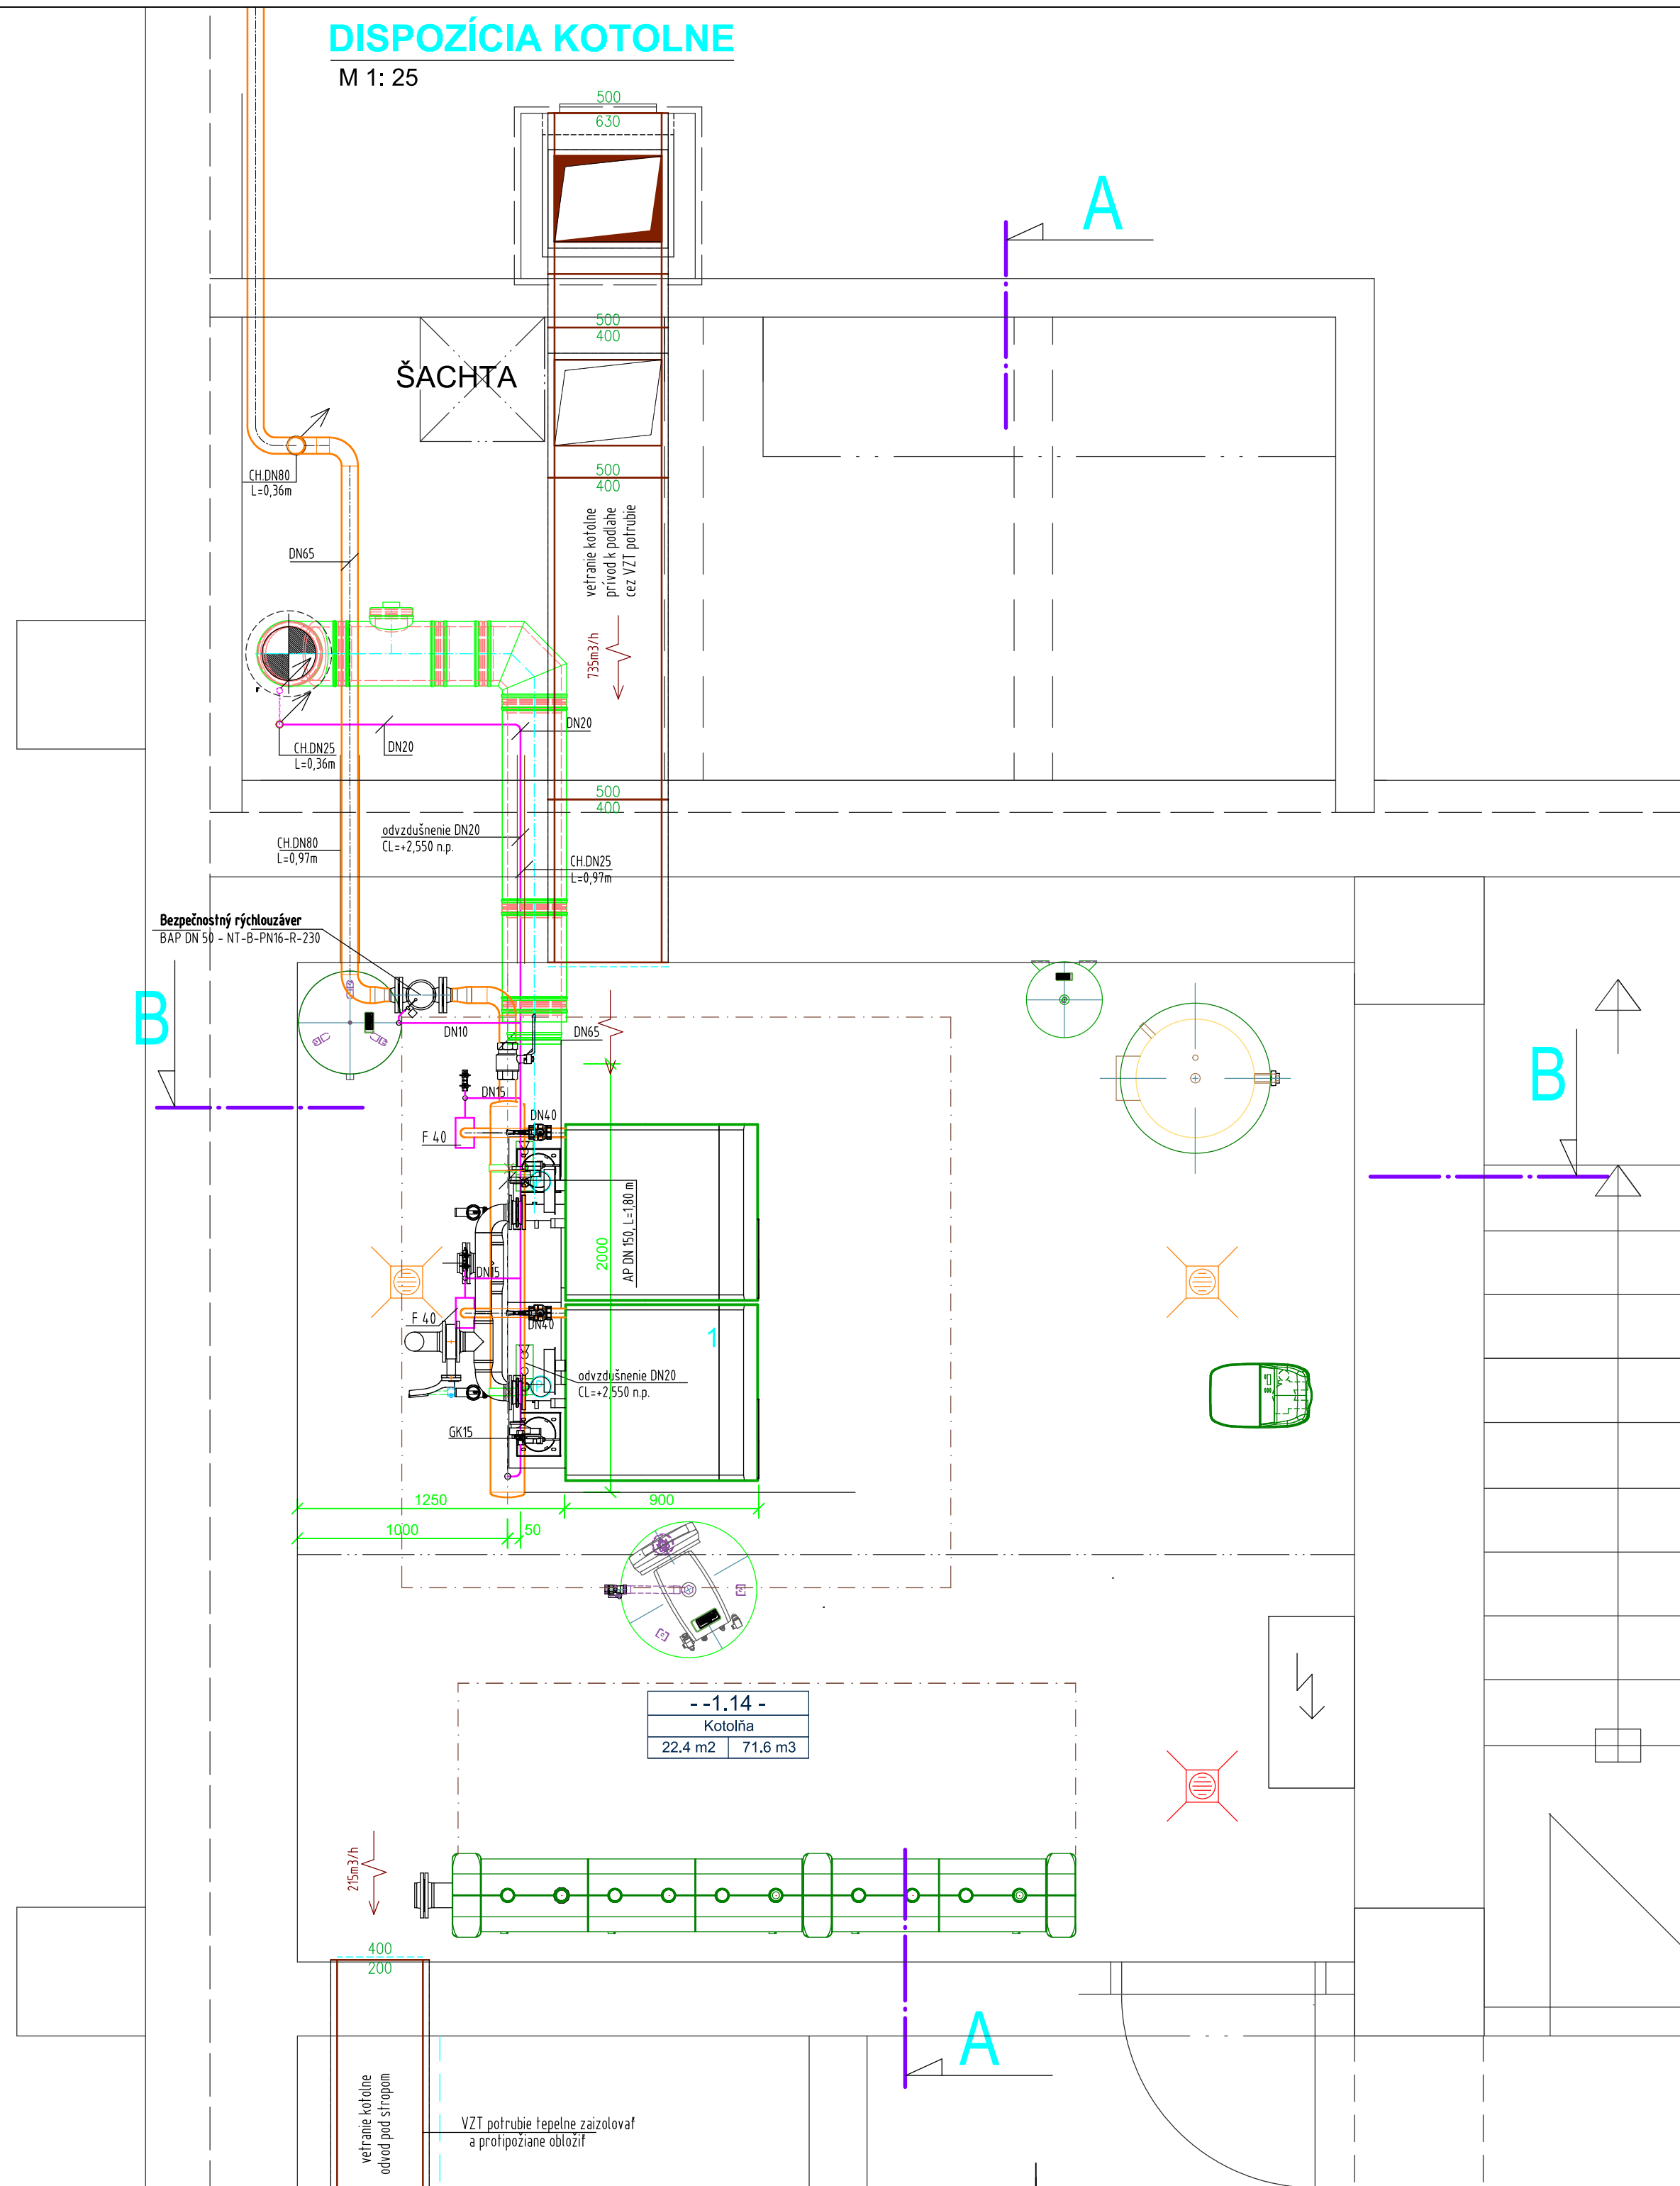 DISPOZÍCIA KOTOLNE
M 1: 25
500
630
A
500
400
ŠACHTA
500
400
CH.DN80
L=0,36m
vetranie kotolne
prívod k podlahe
cez VZT potrubie
DN65
735m3/h
DN20
CH.DN25
L=0,36m
DN20
500
400
odvzdušnenie DN20
CL=+2,550 n.p.
CH.DN80
L=0,97m
CH.DN25
L=0,97m
Bezpečnostný rýchlouzáver
BAP DN 50 - NT-B-PN16-R-230
B
DN10
DN65
B
DN15
DN40
F 40
AP DN 150, L=1,80 m
2000
DN15
F 40
DN40
1
odvzdušnenie DN20
CL=+2,550 n.p.
GK15
1250
900
1000
50
- -1.14 -
Kotolňa
22.4 m2 71.6 m3
215m3/h
400
200
A
vetranie kotolne
odvod pod stropom
VZT potrubie tepelne zaizolovať
a protipožiane obložiť